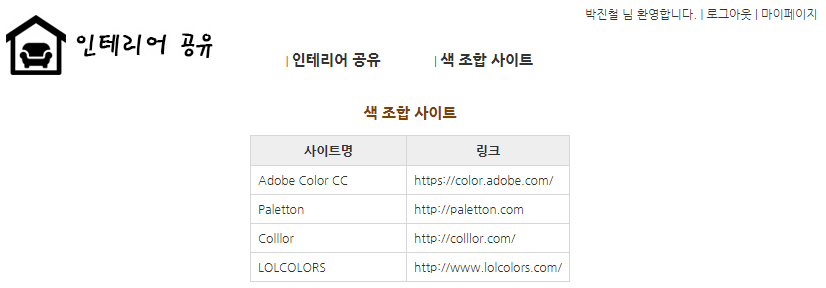 박진철 님 환영합니다. | 로그아웃 | 마이페이지
인테리어 공유
| 인테리어 공유 | 색 조합 사이트
색 조합 사이트
사이트명 링크
Adobe Color CC https://color.adobe.com/
Paletton http://paletton.com
Colllor http://colllor.com/
LOLCOLORS http://www.lolcolors.com/